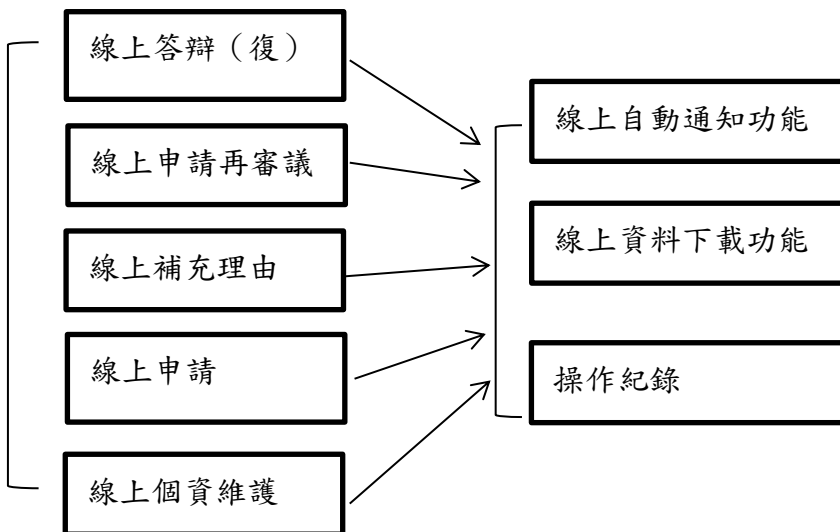 線上答辯（復）
線上申請再審議
線上補充理由
線上申請
線上個資維護
線上自動通知功能
線上資料下載功能
操作紀錄